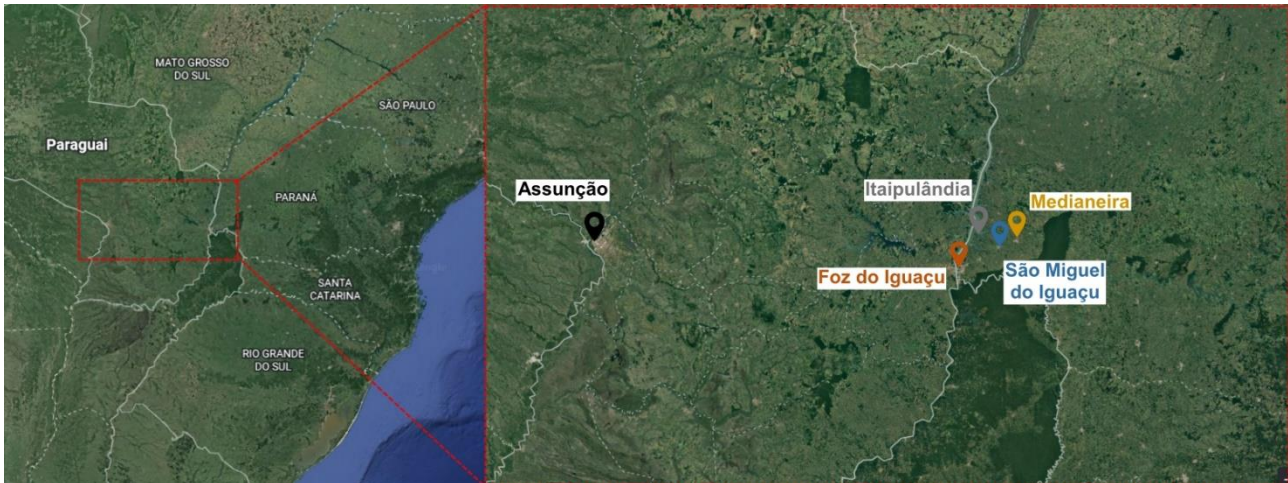 MATO GROSSO
DO SUL
SÃO PAULO
Paraguai
PARANÁ
SANTA
CATARINA
RIO GRANDE
DO SUL
Assunção
Itaipulândia
Medianeira
Foz do Iguaçu
São Miguel
do Iguaçu